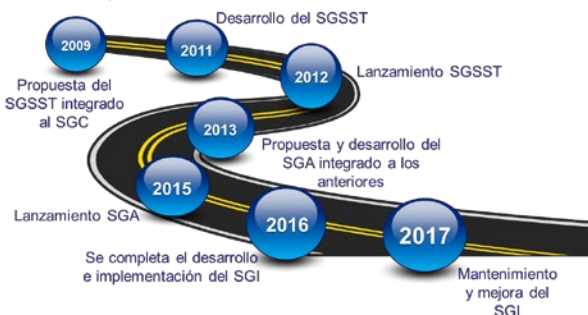 2009
Propuesta del
SGSST integrado
al SGC
2011
Desarrollo del SGSST
2012
Lanzamiento SGSST
2013
Propuesta y desarrollo del
SGA integrado a los
anteriores
2015
Lanzamiento SGA
2016
Se completa el desarrollo
e implementación del SGI
2017
Mantenimiento
y mejora del
SGI